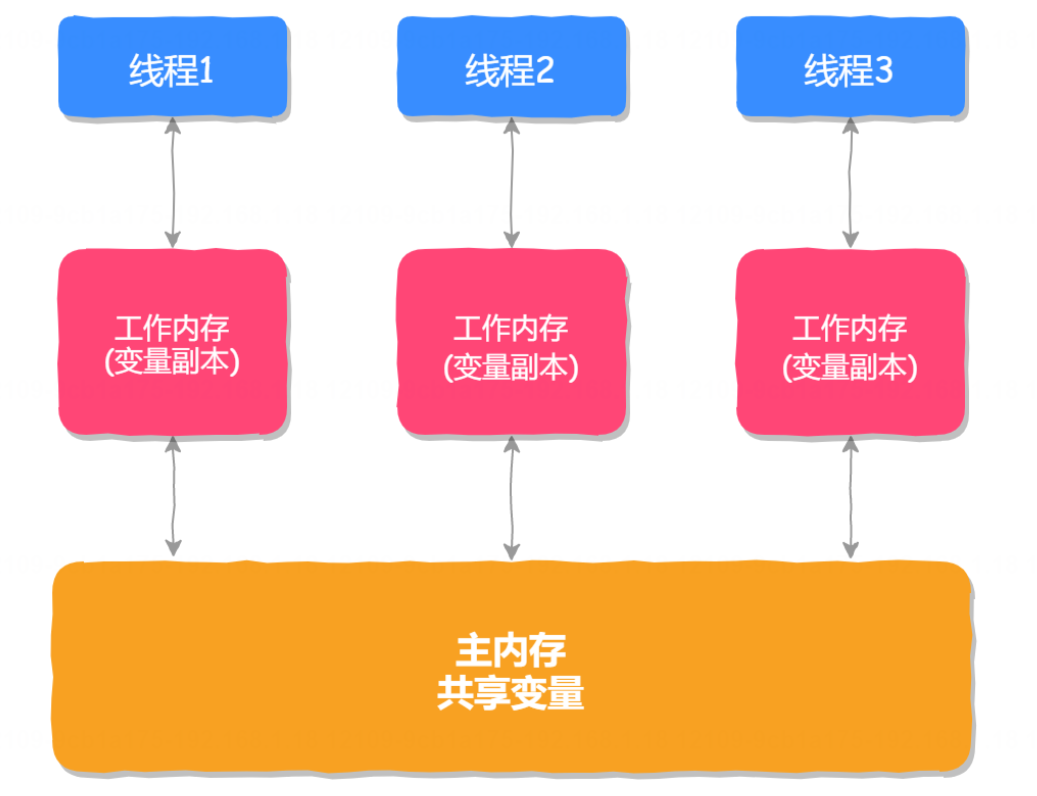 线程1
线程2
线程3
工作内存
(变量副本)
工作内存
(变量副本)
工作内存
(变量副本)
主内存
共享变量